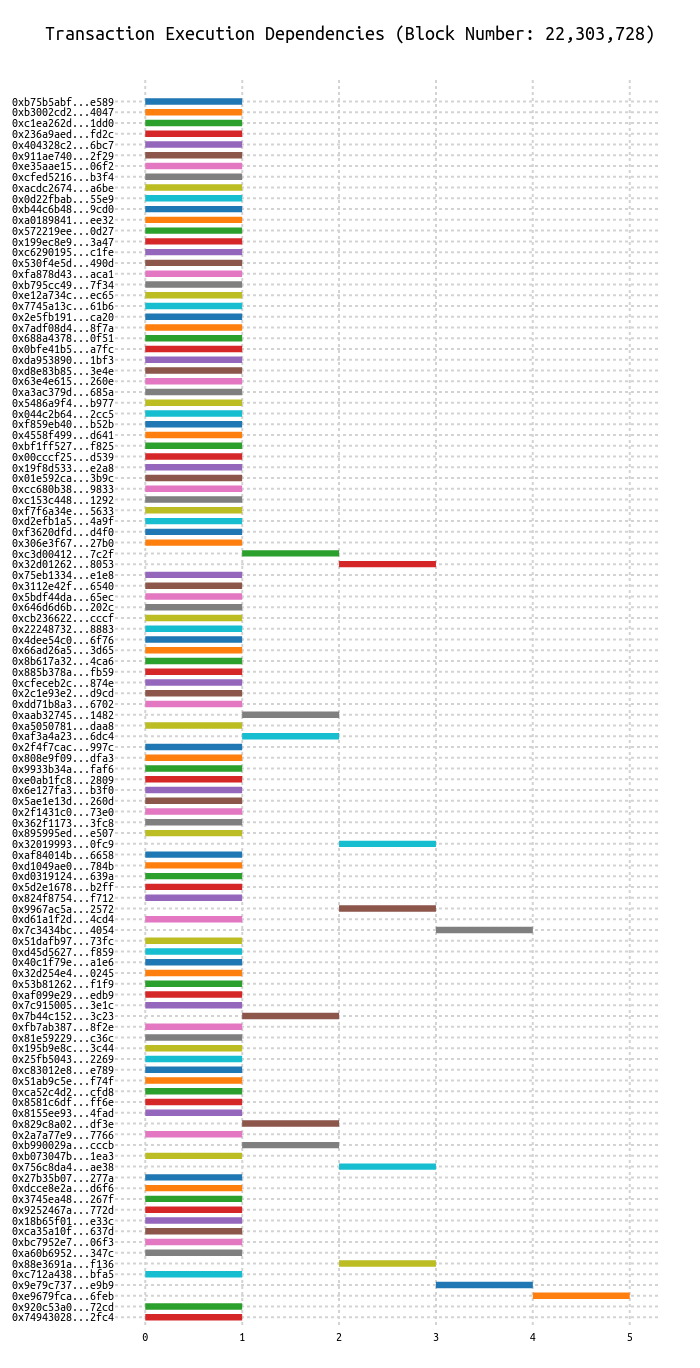 Transaction Execution Dependencies (Block Number: 22,303,728)
0xb75b5abf...e589
0xb3002cd2...4047
0xc1ea262d...1dd0
0x236a9aed...fd2c
0x404328c2...6bc7
0x911ae740...2f29
0xe35aae15...06f2
0xcfed5216...b3f4
0xacdc2674...a6be
0x0d22fbab...55e9
0xb44c6b48...9cd0
0xa0189841...ee32
0x572219ee...0d27
0x199ec8e9...3a47
0xc6290195...c1fe
0x530f4e5d...490d
0xfa878d43...aca1
0xb795cc49...7f34
0xe12a734c...ec65
0x7745a13c...61b6
0x2e5fb191...ca20
0x7adf08d4...8f7a
0x688a4378...0f51
0x0bfe41b5...a7fc
0xda953890...1bf3
0xd8e83b85...3e4e
0x63e4e615...260e
0xa3ac379d...685a
0x5486a9f4...b977
0x044c2b64...2cc5
0xf859eb40...b52b
0x4558f499...d641
0xbf1ff527...f825
0x00cccf25...d539
0x19f8d533...e2a8
0x01e592ca...3b9c
0xcc680b38...9833
0xc153c448...1292
0xf7f6a34e...5633
0xd2efb1a5...4a9f
0xf3620dfd...d4f0
0x306e3f67...27b0
0xc3d00412...7c2f
0x32d01262...8053
0x75eb1334...e1e8
0x3112e42f...6540
0x5bdf44da...65ec
0x646d6d6b...202c
0xcb236622...cccf
0x22248732...8883
0x4dee54c0...6f76
0x66ad26a5...3d65
0x8b617a32...4ca6
0x885b378a...fb59
0xcfeceb2c...874e
0x2c1e93e2...d9cd
0xdd71b8a3...6702
0xaab32745...1482
0xa5050781...daa8
0xaf3a4a23...6dc4
0x2f4f7cac...997c
0x808e9f09...dfa3
0x9933b34a...faf6
0xe0ab1fc8...2809
0x6e127fa3...b3f0
0x5ae1e13d...260d
0x2f1431c0...73e0
0x362f1173...3fc8
0x895995ed...e507
0x32019993...0fc9
0xaf84014b...6658
0xd1049ae0...784b
0xd0319124...639a
0x5d2e1678...b2ff
0x824f8754...f712
0x9967ac5a...2572
0xd61a1f2d...4cd4
0x7c3434bc...4054
0x51dafb97...73fc
0xd45d5627...f859
0x40c1f79e...a1e6
0x32d254e4...0245
0x53b81262...f1f9
0xaf099e29...edb9
0x7c915005...3e1c
0x7b44c152...3c23
0xfb7ab387...8f2e
0x81e59229...c36c
0x195b9e8c...3c44
0x25fb5043...2269
0xc83012e8...e789
0x51ab9c5e...f74f
0xca52c4d2...cfd8
0x8581c6df...ff6e
0x8155ee93...4fad
0x829c8a02...df3e
0x2a7a77e9...7766
0xb990029a...cccb
0xb073047b...1ea3
0x756c8da4...ae38
0x27b35b07...277a
0xdcce8e2a...d6f6
0x3745ea48...267f
0x9252467a...772d
0x18b65f01...e33c
0xca35a10f...637d
0xbc7952e7...06f3
0xa60b6952...347c
0x88e3691a...f136
0xc712a438...bfa5
0x9e79c737...e9b9
0xe9679fca...6feb
0x920c53a0...72cd
0x74943028...2fc4
0 1 2 3 4 5